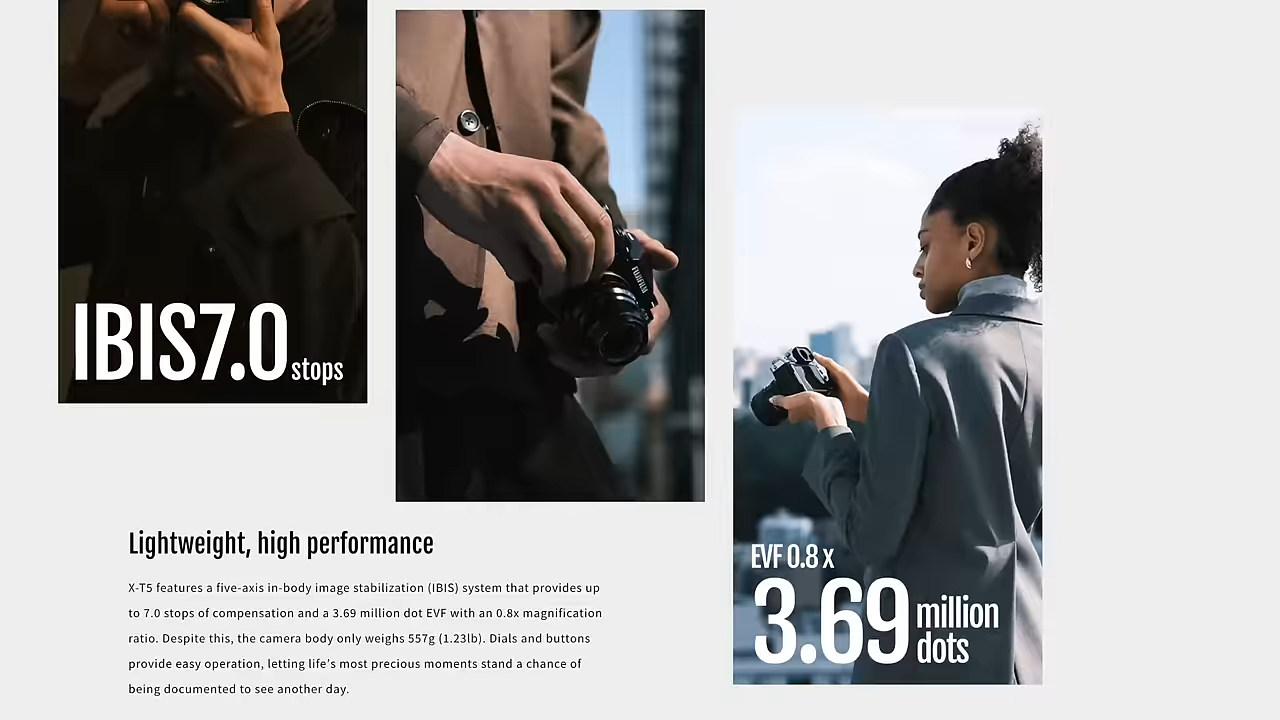 IBIS7.0 stops
FUJIFILM
EVF 0.8 x
3.69 million dots
Lightweight, high performance
X-T5 features a five-axis in-body image stabilization (IBIS) system that provides up
to 7.0 stops of compensation and a 3.69 million dot EVF with an 0.8x magnification
ratio. Despite this, the camera body only weighs 557g (1.23lb). Dials and buttons
provide easy operation, letting life's most precious moments stand a chance of
being documented to see another day.